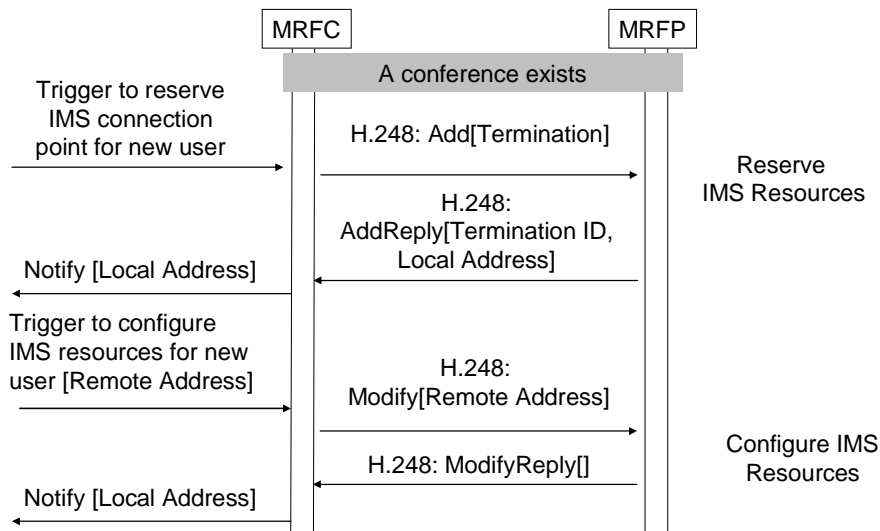 MRFC
MRFP
A conference exists
Trigger to reserve
IMS connection
point for new user
H.248: Add[Termination]
Reserve
IMS Resources
H.248:
AddReply[Termination ID,
Local Address]
Notify [Local Address]
Trigger to configure
IMS resources for new
user [Remote Address]
H.248:
Modify[Remote Address]
Configure IMS
Resources
H.248: ModifyReply[]
Notify [Local Address]